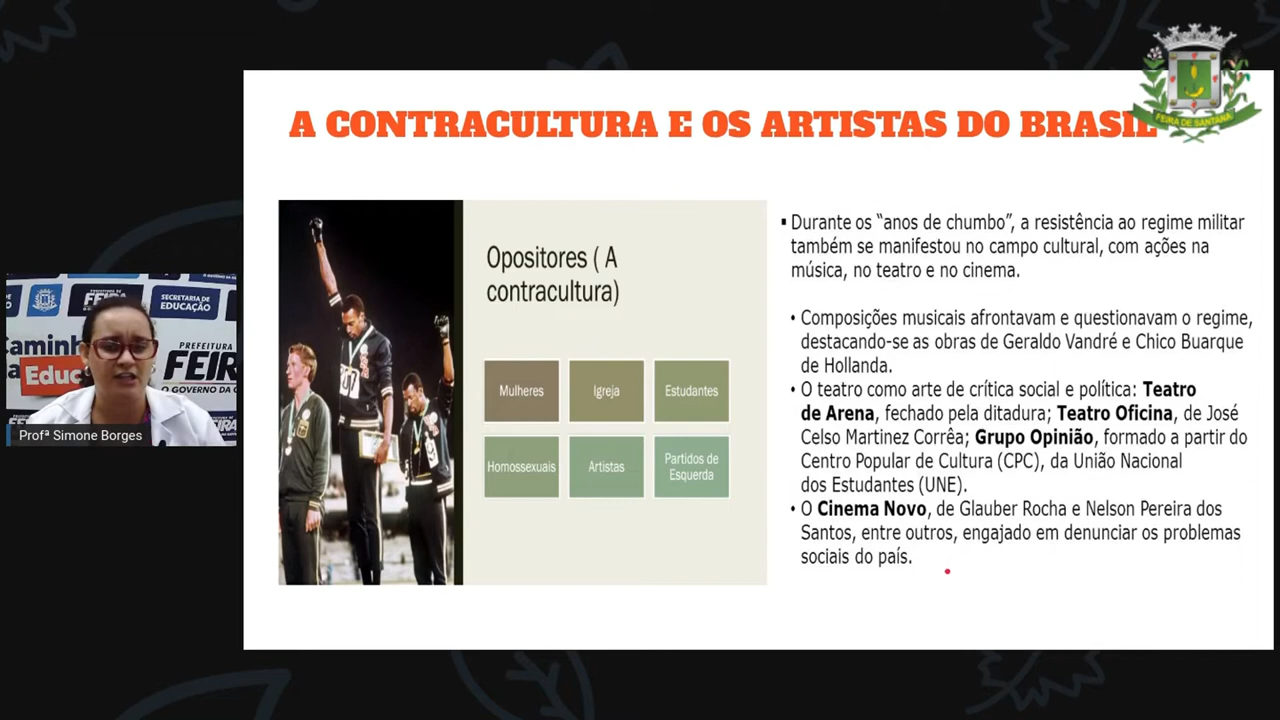 A CONTRACULTURA E OS ARTISTAS DO BRASIL
FEIRA DE SANTANA
Opositores ( A
contracultura)
Mulheres
Igreja
Estudantes
Homossexuais
Artistas
Partidos de
Esquerda
▪ Durante os “anos de chumbo”, a resistência ao regime militar
também se manifestou no campo cultural, com ações na
música, no teatro e no cinema.
• Composições musicais afrontavam e questionavam o regime,
destacando-se as obras de Geraldo Vandré e Chico Buarque
de Hollanda.
• O teatro como arte de crítica social e política: Teatro
de Arena, fechado pela ditadura; Teatro Oficina, de José
Celso Martinez Corrêa; Grupo Opinião, formado a partir do
Centro Popular de Cultura (CPC), da União Nacional
dos Estudantes (UNE).
• O Cinema Novo, de Glauber Rocha e Nelson Pereira dos
Santos, entre outros, engajado em denunciar os problemas
sociais do país.
SECRETARIA DE
EDUCAÇÃO
FEIRA
Caminh
Educ
PREFEITURA
FEIR
O GOVERNO DA C
Profª Simone Borges